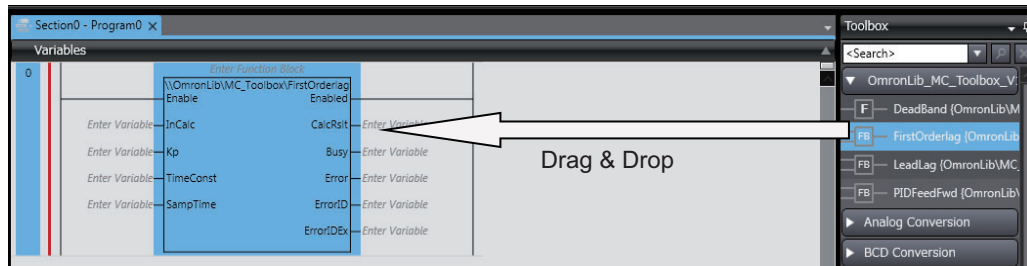 Section0 - Program0
Variables
0
Enter Function Block
\\OmronLib\MC_Toolbox\FirstOrderlag
Enable Enabled
Enter Variable InCalc CalcRslt Enter Variable
Enter Variable Kp Busy Enter Variable
Enter Variable TimeConst Error Enter Variable
Enter Variable SampTime ErrorID Enter Variable
ErrorIDEx Enter Variable
Drag & Drop
Toolbox
<Search>
OmronLib_MC_Toolbox_V
F DeadBand {OmronLib\M
FB FirstOrderlag {OmronLib
FB LeadLag {OmronLib\MC_
FB PIDFeedFwd {OmronLib\
Analog Conversion
BCD Conversion